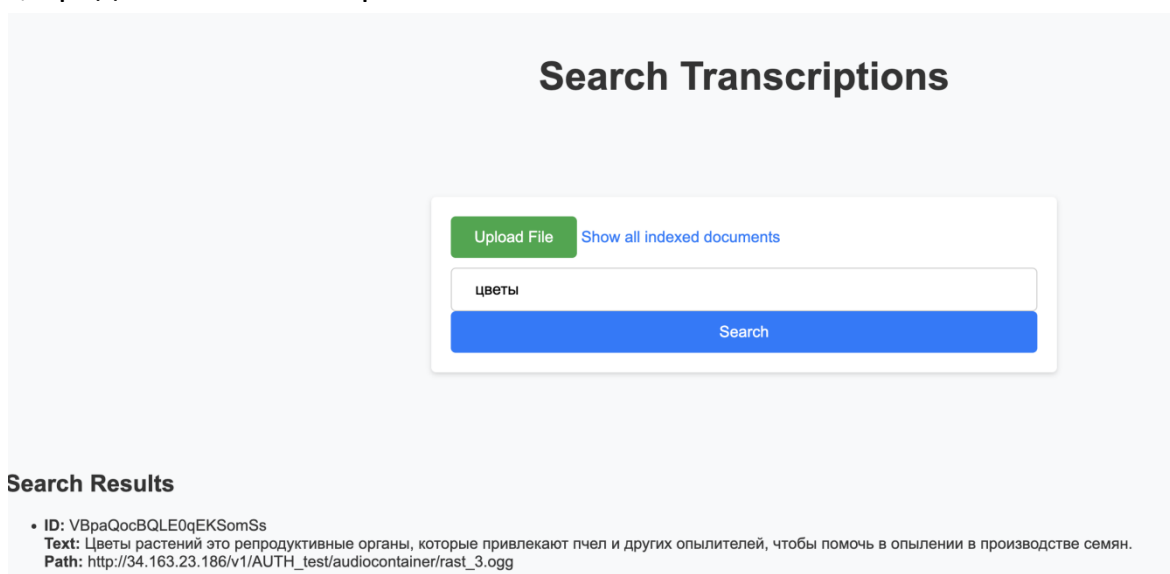 Search Transcriptions
Upload File Show all indexed documents
цветы
Search
Search Results
• ID: VBpaQocBQLE0qEKSomSs
Text: Цветы растений это репродуктивные органы, которые привлекают пчел и других опылителей, чтобы помочь в опылении в производстве семян.
Path: http://34.163.23.186/v1/AUTH_test/audiocontainer/rast_3.ogg